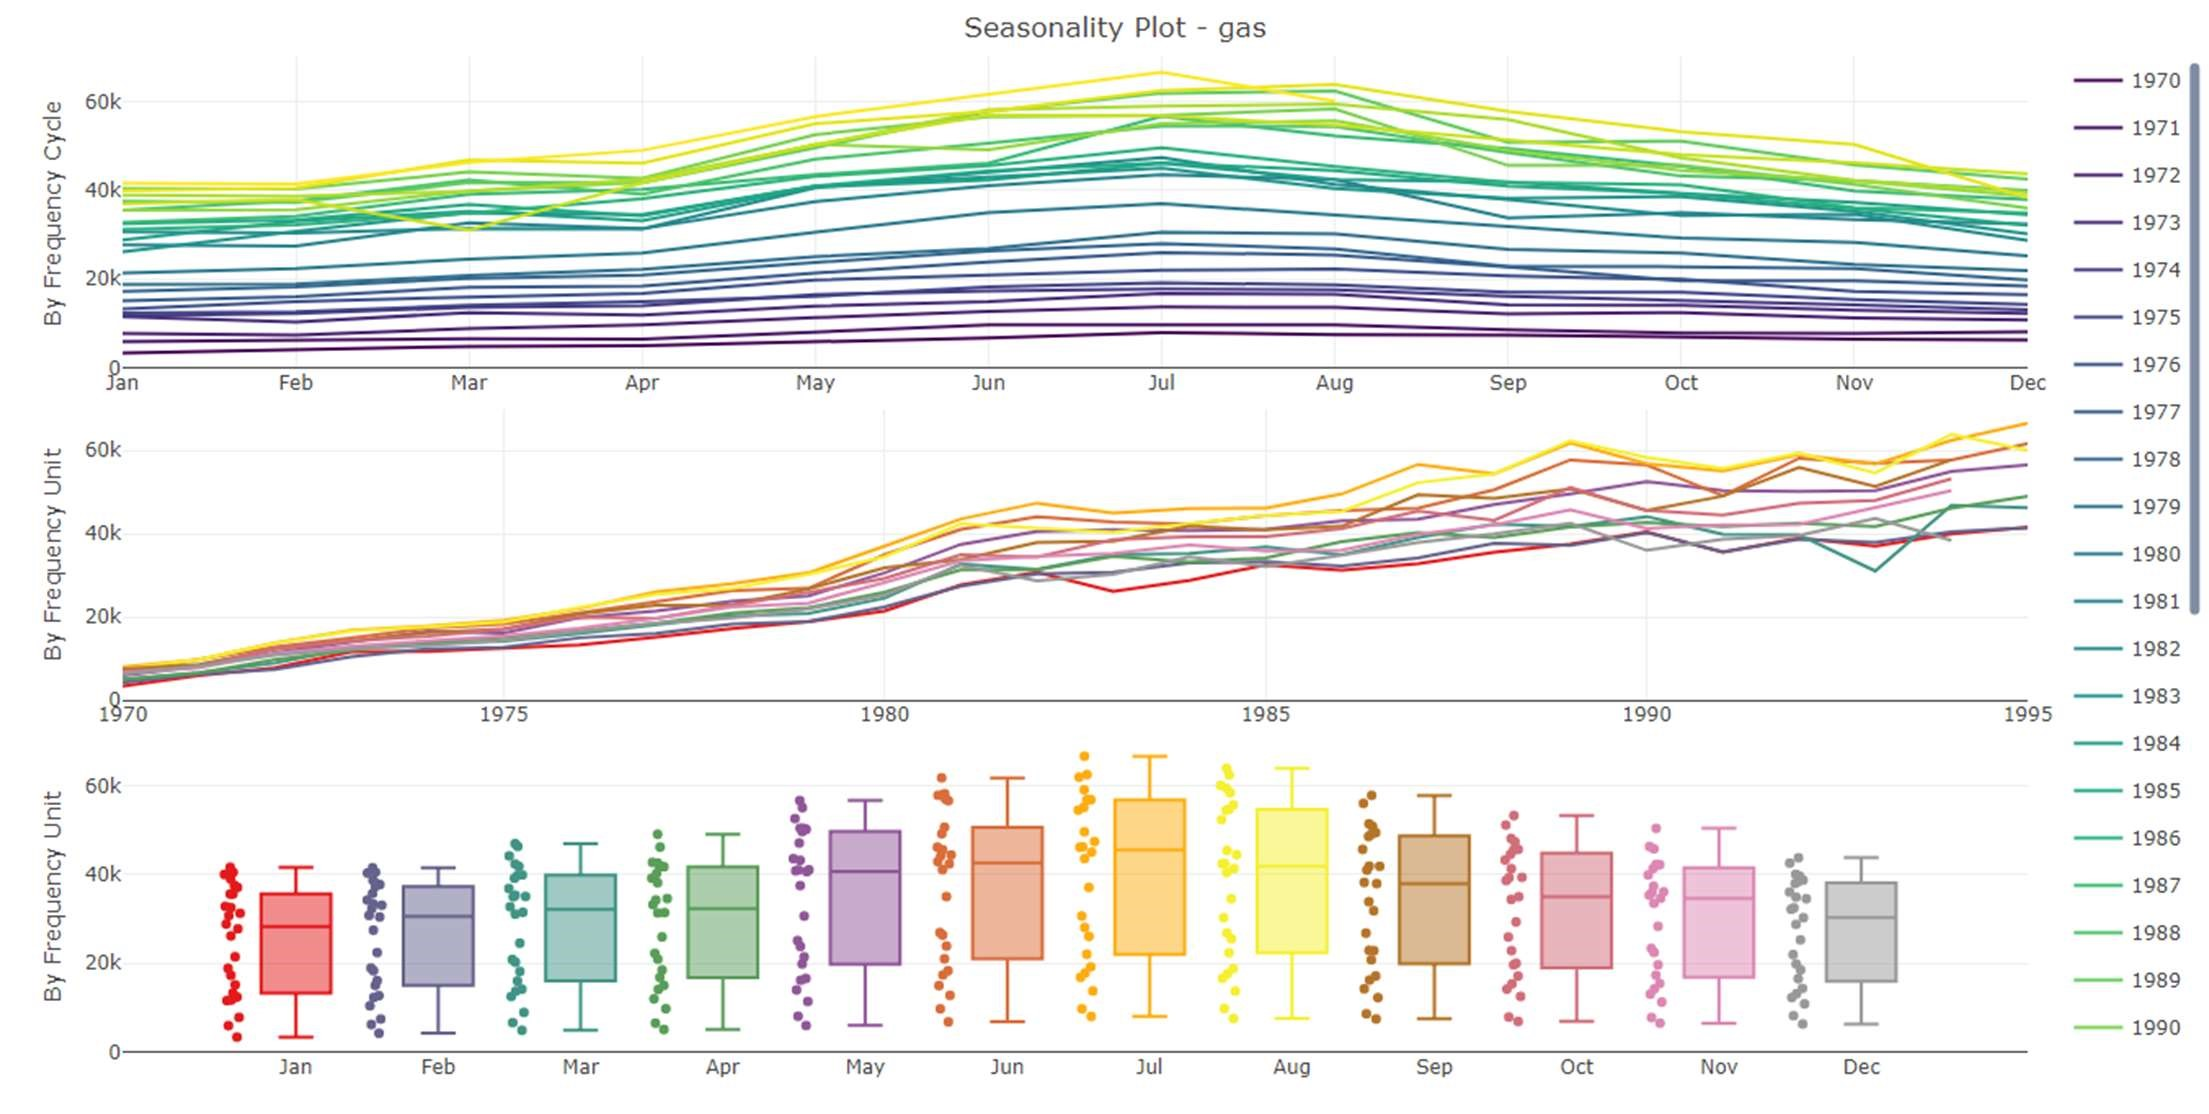 Seasonality Plot - gas
By Frequency Cycle
60k
40k
20k
0
Jan Feb Mar Apr May Jun Jul Aug Sep Oct Nov Dec
By Frequency Unit
60k
40k
20k
0
1970 1975 1980 1985 1990 1995
By Frequency Unit
60k
40k
20k
0
Jan Feb Mar Apr May Jun Jul Aug Sep Oct Nov Dec
1970
1971
1972
1973
1974
1975
1976
1977
1978
1979
1980
1981
1982
1983
1984
1985
1986
1987
1988
1989
1990